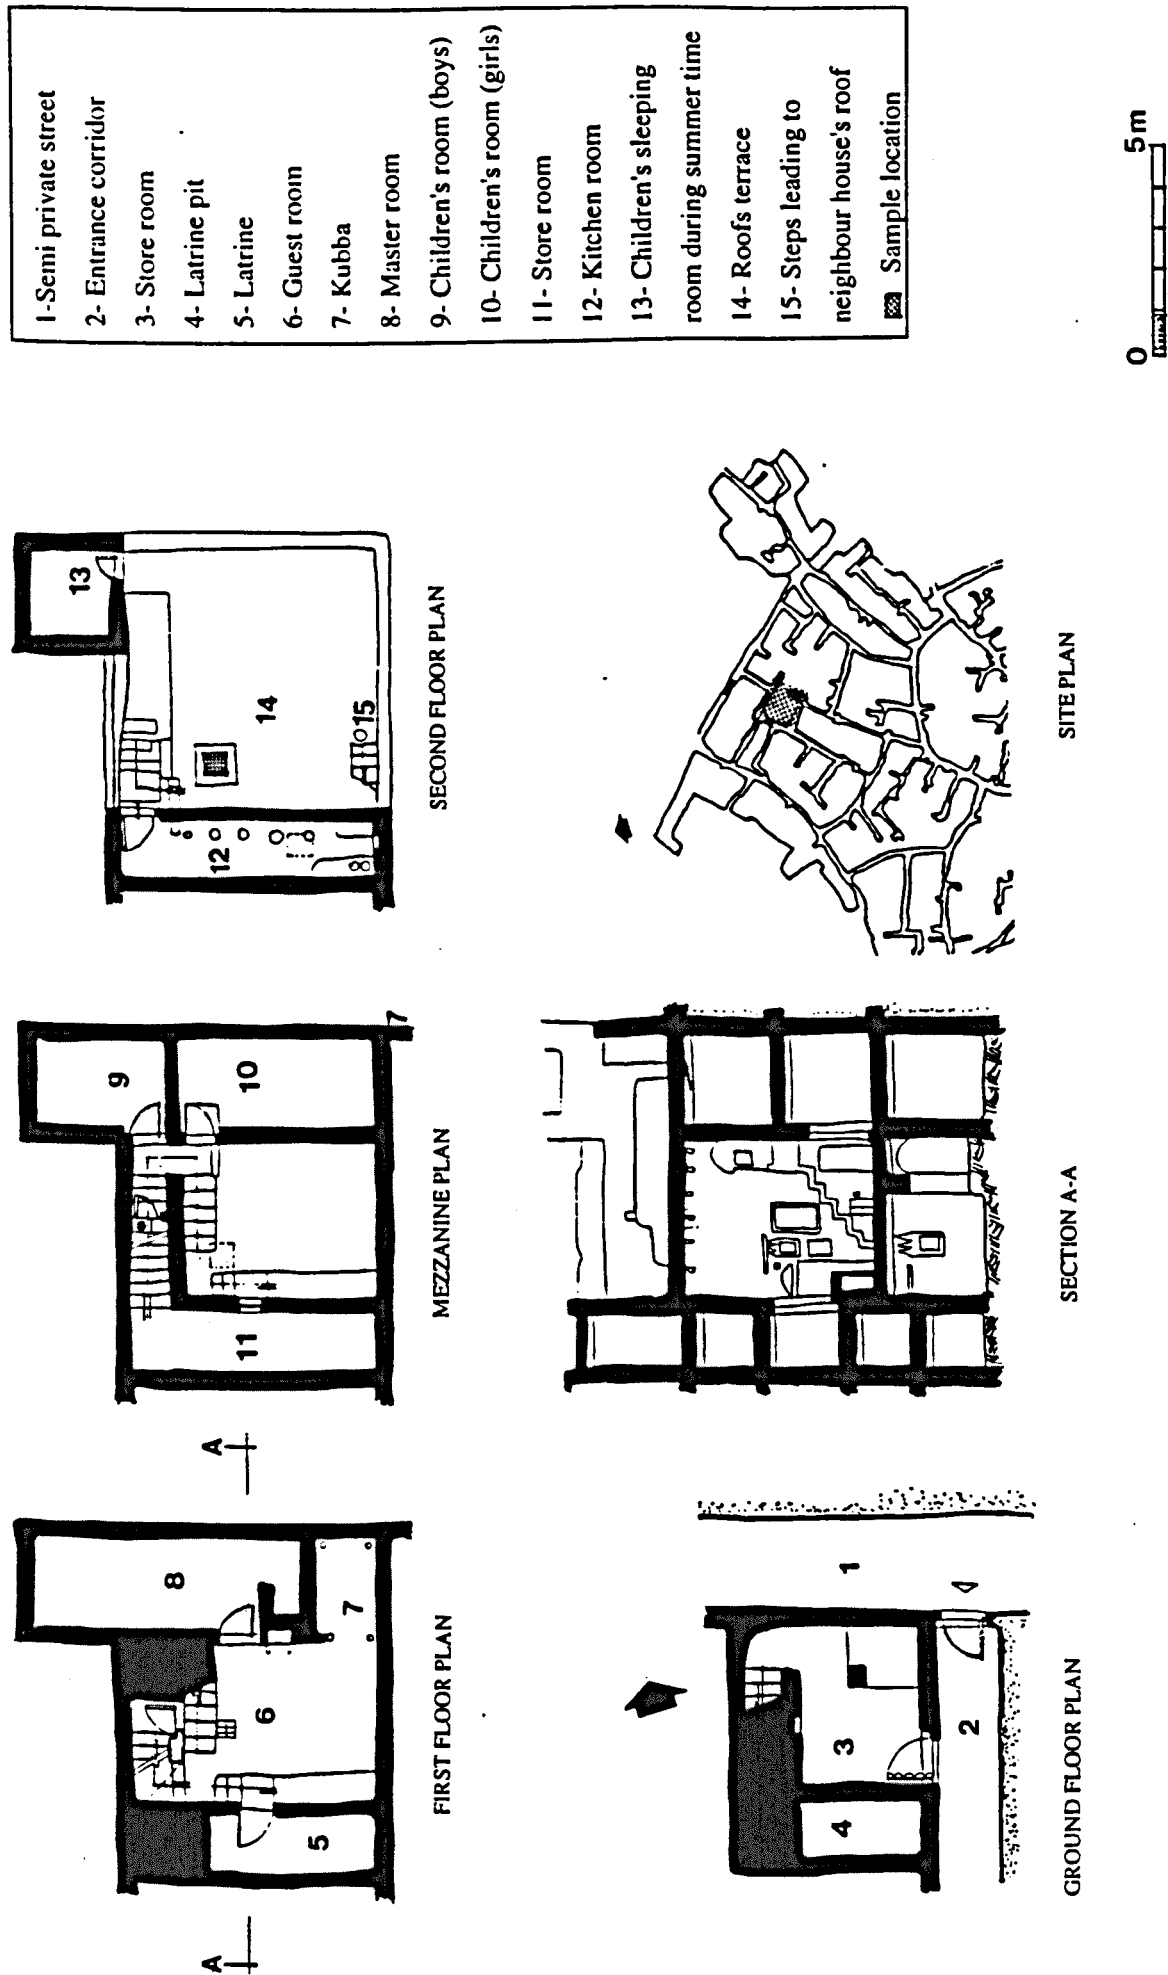 A
A
8
9
13
6
7
10
14
5
11
12
15
7
FIRST FLOOR PLAN
MEZZANINE PLAN
SECOND FLOOR PLAN
1
3
2
4
GROUND FLOOR PLAN
SECTION A-A
SITE PLAN
1-Semi private street
2- Entrance corridor
3- Store room
4- Latrine pit
5- Latrine
6- Guest room
7- Kubba
8- Master room
9- Children's room (boys)
10- Children's room (girls)
11- Store room
12- Kitchen room
13- Children's sleeping
room during summer time
14- Roofs terrace
15- Steps leading to
neighbour house's roof
Sample location
0 5m